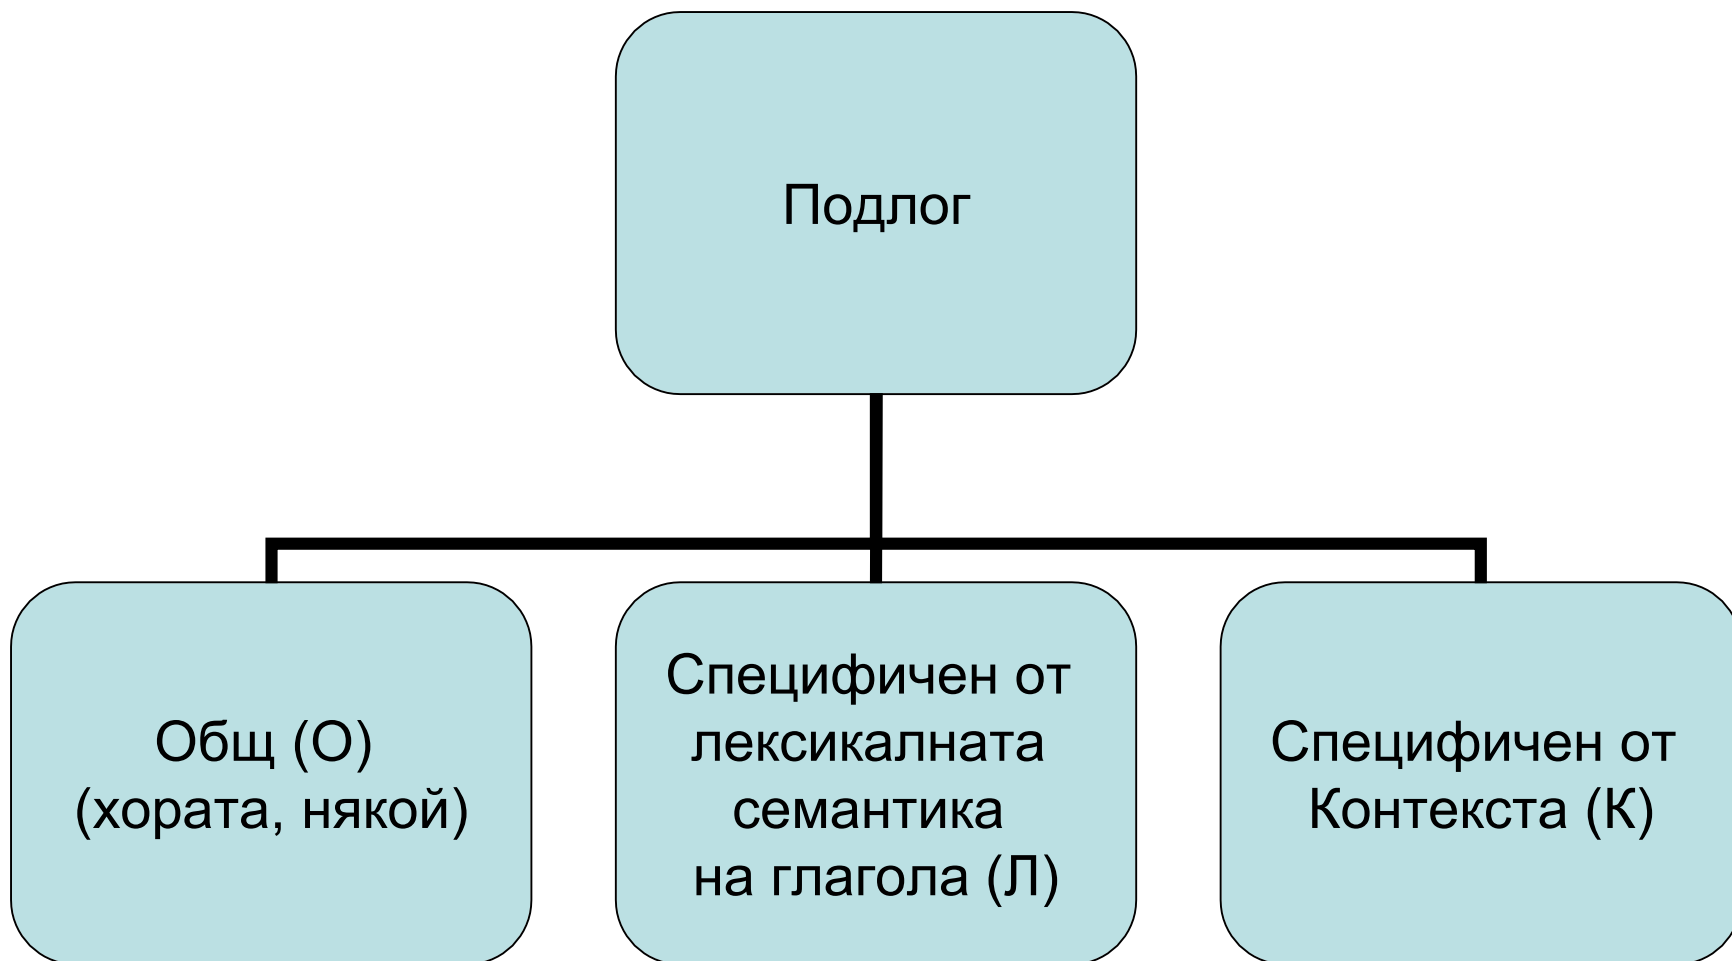 Подлог
Общ (О)
(хората, някой)
Специфичен от
лексикалната
семантика
на глагола (Л)
Специфичен от
Контекста (К)